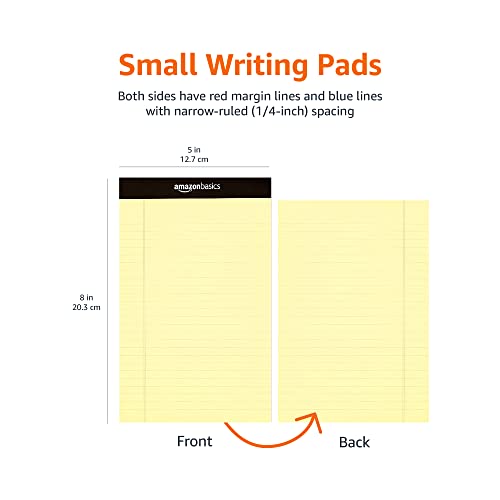 Small Writing Pads
Both sides have red margin lines and blue lines
with narrow-ruled (1/4-inch) spacing
5 in
12.7 cm
amazonbasics
8 in
20.3 cm
Front
Back